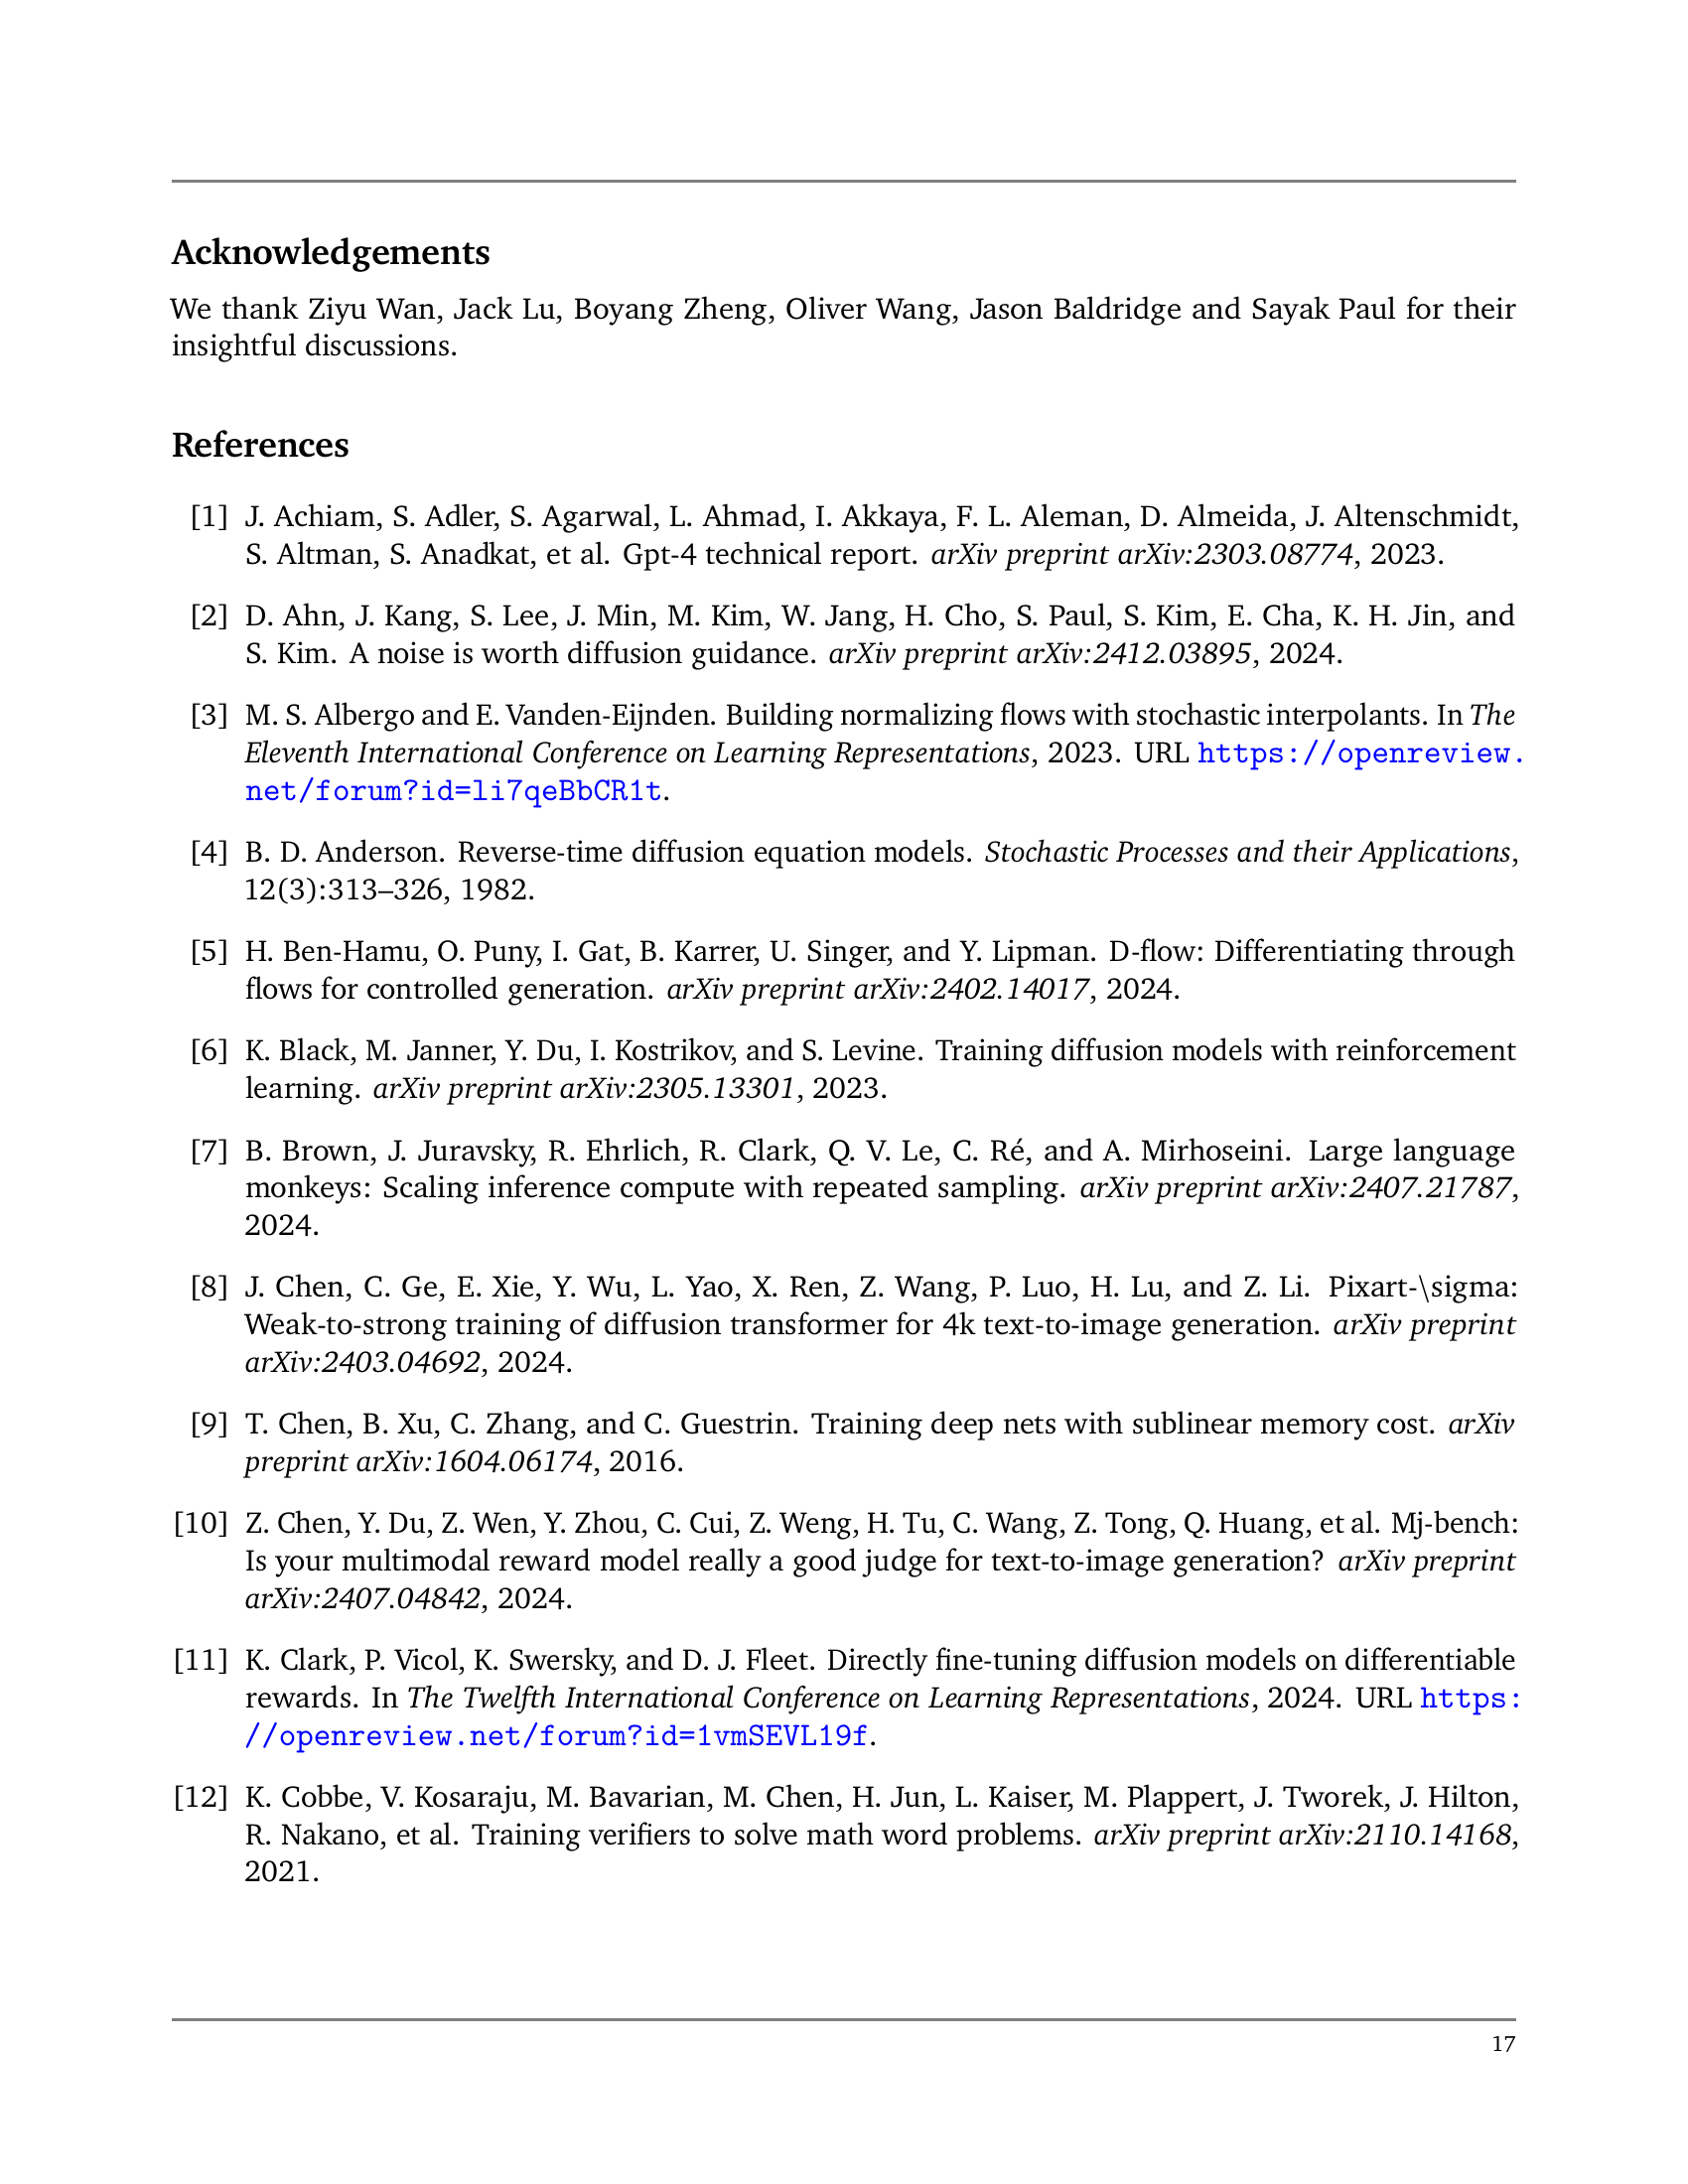 Acknowledgements
We thank Ziyu Wan, Jack Lu, Boyang Zheng, Oliver Wang, Jason Baldridge and Sayak Paul for their
insightful discussions.
References
[1] J. Achiam, S. Adler, S. Agarwal, L. Ahmad, I. Akkaya, F. L. Aleman, D. Almeida, J. Altenschmidt,
S. Altman, S. Anadkat, et al. Gpt-4 technical report. arXiv preprint arXiv:2303.08774, 2023.
[2] D. Ahn, J. Kang, S. Lee, J. Min, M. Kim, W. Jang, H. Cho, S. Paul, S. Kim, E. Cha, K. H. Jin, and
S. Kim. A noise is worth diffusion guidance. arXiv preprint arXiv:2412.03895, 2024.
[3] M. S. Albergo and E. Vanden-Eijnden. Building normalizing flows with stochastic interpolants. In The
Eleventh International Conference on Learning Representations, 2023. URL https://openreview.
net/forum?id=li7qeBbCR1t.
[4] B. D. Anderson. Reverse-time diffusion equation models. Stochastic Processes and their Applications,
12(3):313–326, 1982.
[5] H. Ben-Hamu, O. Puny, I. Gat, B. Karrer, U. Singer, and Y. Lipman. D-flow: Differentiating through
flows for controlled generation. arXiv preprint arXiv:2402.14017, 2024.
[6] K. Black, M. Janner, Y. Du, I. Kostrikov, and S. Levine. Training diffusion models with reinforcement
learning. arXiv preprint arXiv:2305.13301, 2023.
[7] B. Brown, J. Juravsky, R. Ehrlich, R. Clark, Q. V. Le, C. Ré, and A. Mirhoseini. Large language
monkeys: Scaling inference compute with repeated sampling. arXiv preprint arXiv:2407.21787,
2024.
[8] J. Chen, C. Ge, E. Xie, Y. Wu, L. Yao, X. Ren, Z. Wang, P. Luo, H. Lu, and Z. Li. Pixart-\sigma:
Weak-to-strong training of diffusion transformer for 4k text-to-image generation. arXiv preprint
arXiv:2403.04692, 2024.
[9] T. Chen, B. Xu, C. Zhang, and C. Guestrin. Training deep nets with sublinear memory cost. arXiv
preprint arXiv:1604.06174, 2016.
[10] Z. Chen, Y. Du, Z. Wen, Y. Zhou, C. Cui, Z. Weng, H. Tu, C. Wang, Z. Tong, Q. Huang, et al. Mj-bench:
Is your multimodal reward model really a good judge for text-to-image generation? arXiv preprint
arXiv:2407.04842, 2024.
[11] K. Clark, P. Vicol, K. Swersky, and D. J. Fleet. Directly fine-tuning diffusion models on differentiable
rewards. In The Twelfth International Conference on Learning Representations, 2024. URL https:
//openreview.net/forum?id=1vmSEVL19f.
[12] K. Cobbe, V. Kosaraju, M. Bavarian, M. Chen, H. Jun, L. Kaiser, M. Plappert, J. Tworek, J. Hilton,
R. Nakano, et al. Training verifiers to solve math word problems. arXiv preprint arXiv:2110.14168,
2021.
17